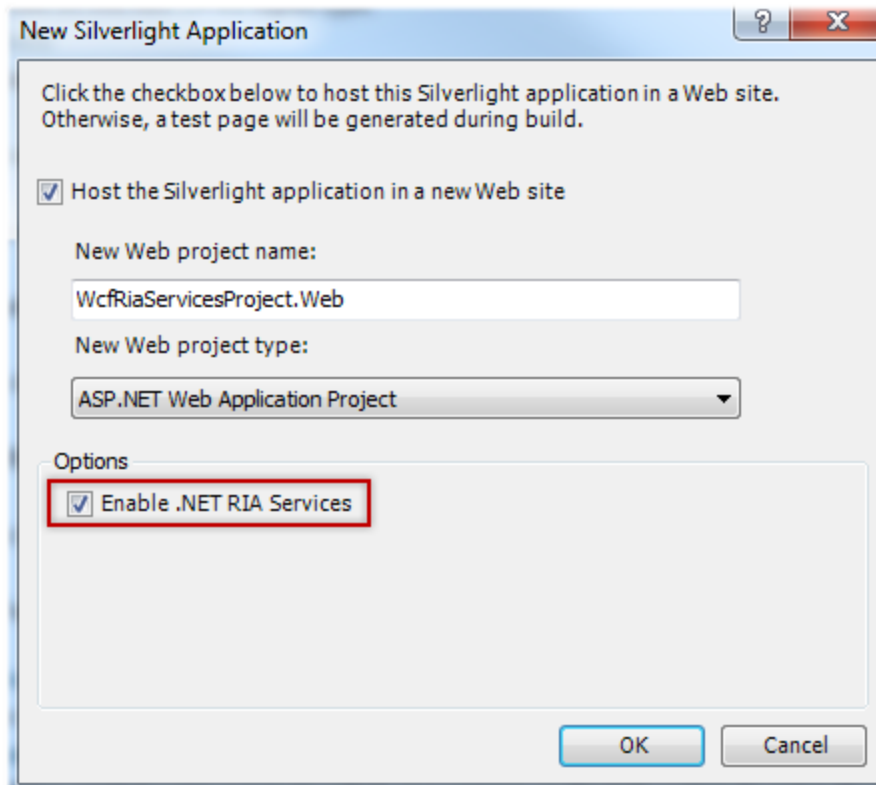 New Silverlight Application
?
X
Click the checkbox below to host this Silverlight application in a Web site.
Otherwise, a test page will be generated during build.
Host the Silverlight application in a new Web site
New Web project name:
WcfRiaServicesProject.Web
New Web project type:
ASP.NET Web Application Project
Options
Enable .NET RIA Services
OK Cancel